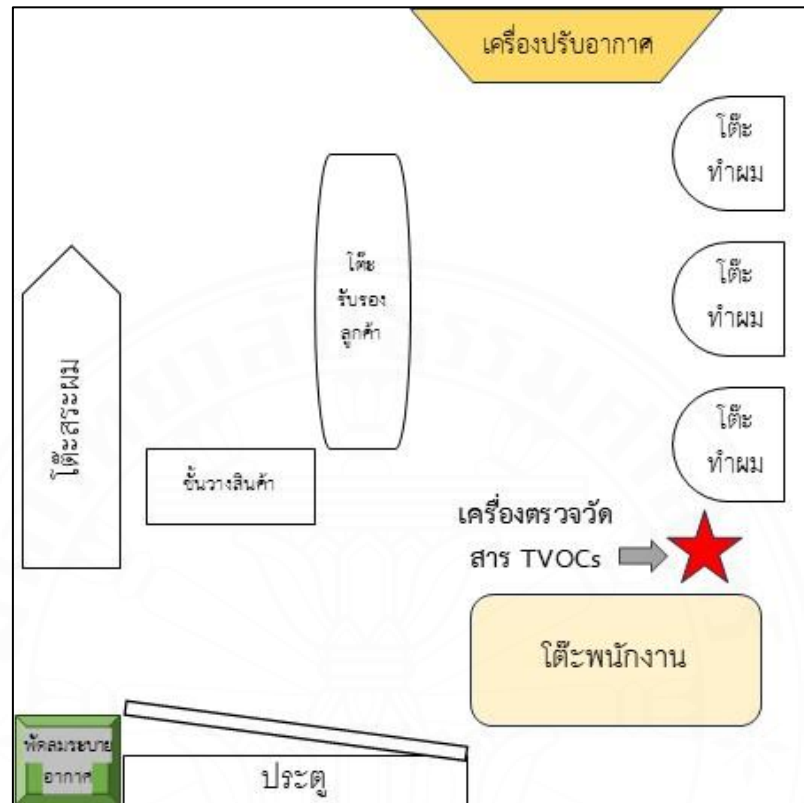 เครื่องปรับอากาศ
โต๊ะ
ทำผม
โต๊ะ
รับรอง
ลูกค้า
โต๊ะ
ทำผม
โต๊ะสระผม
โต๊ะ
ทำผม
ชั้นวางสินค้า
เครื่องตรวจวัด
สาร TVOCs
โต๊ะพนักงาน
พัดลมระบาย
อากาศ
ประตู